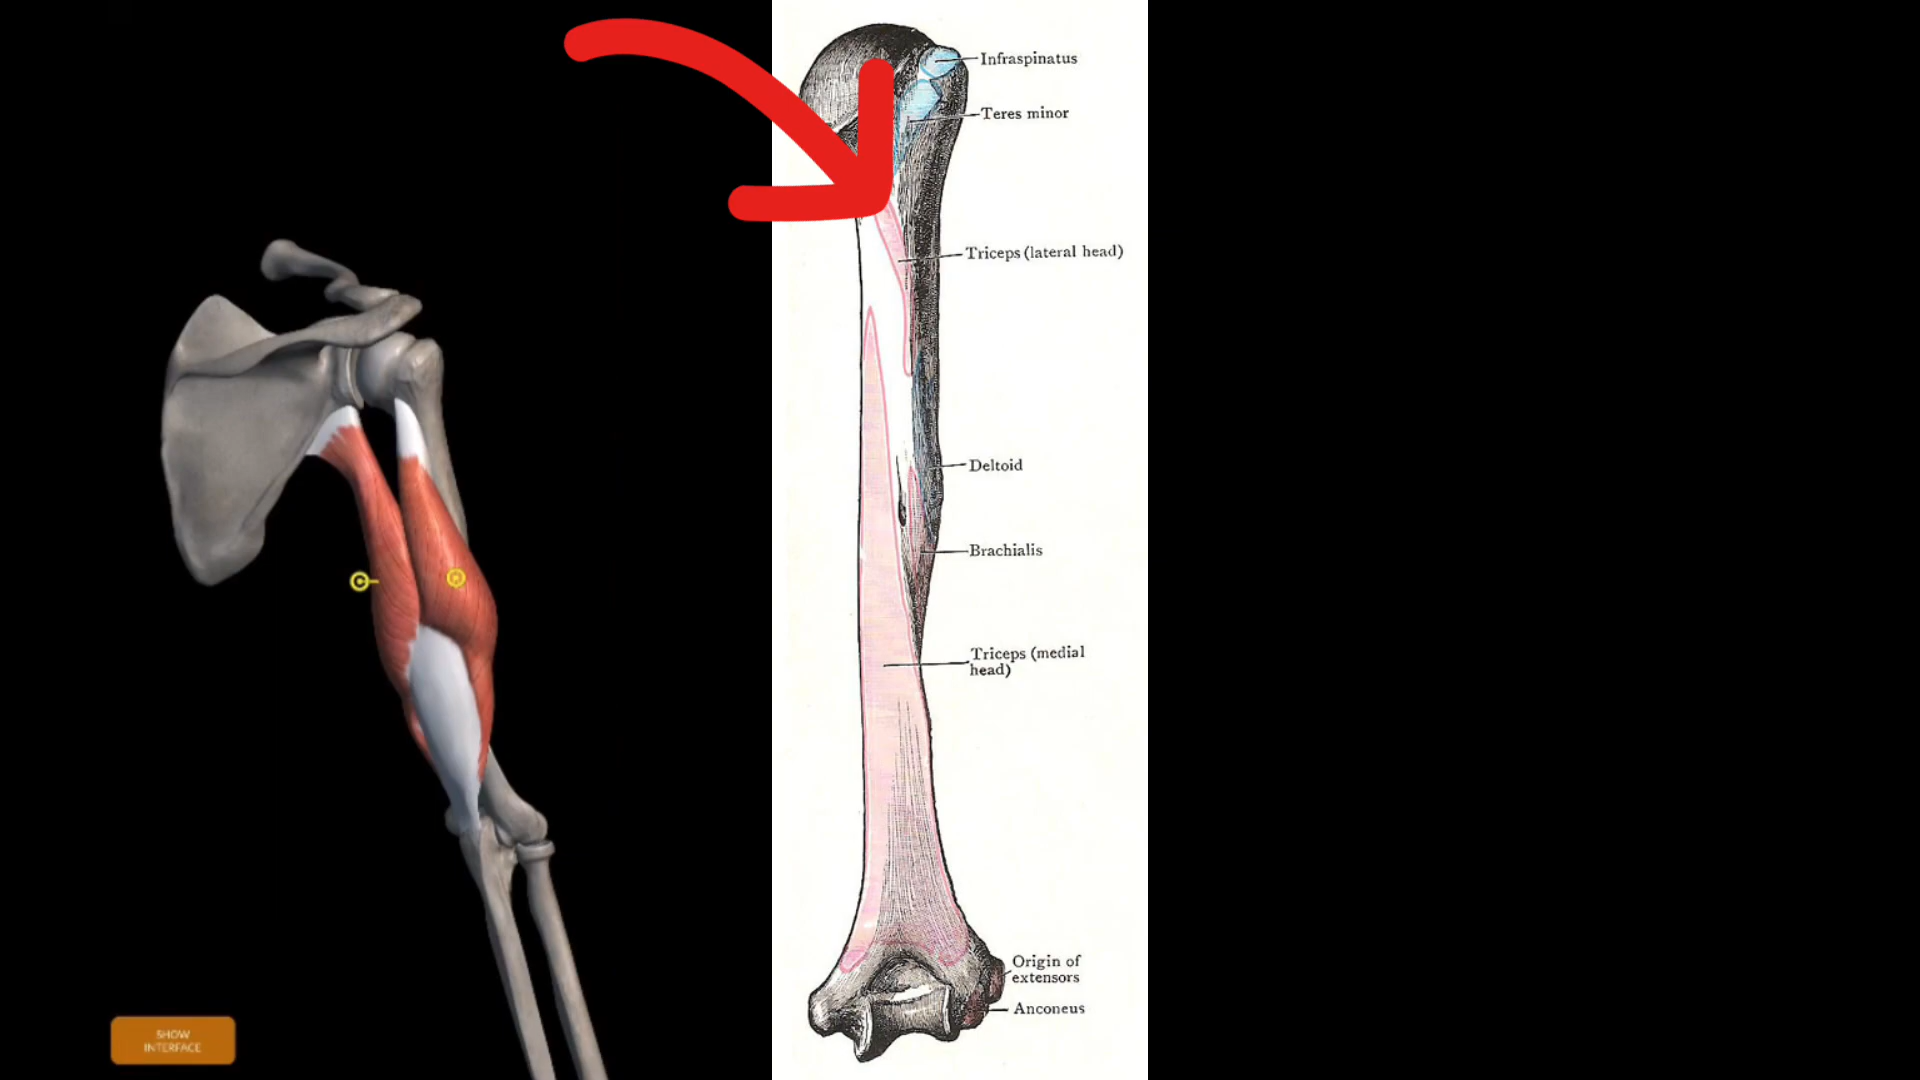 Infraspinatus
Teres minor
Triceps (lateral head)
Deltoid
Brachialis
Triceps (medial
head)
Origin of
extensors
Anconeus
SHOW
INTERFACE